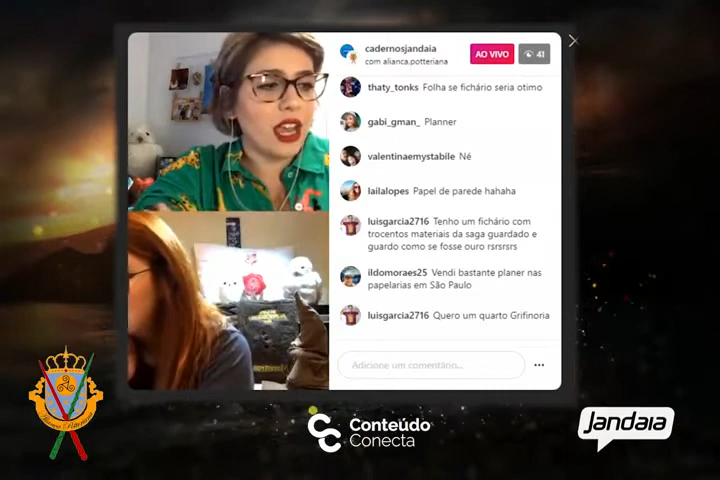 cadernosjandaia
com alianca.potteriana
AO VIVO
41
thaty_tonks Folha se fichário seria otimo
gabi_gman_ Planner
valentinaemystabile Né
lailalopes Papel de parede hahaha
luisgarcia2716 Tenho um fichário com
trocentos materiais da saga guardado e
guardo como se fosse ouro rsrsrsrs
ildomoraes25 Vendi bastante planer nas
papelarias em São Paulo
luisgarcia2716 Quero um quarto Grifinoria
Adicione um comentário...
Conteúdo
Conecta
Jandaia